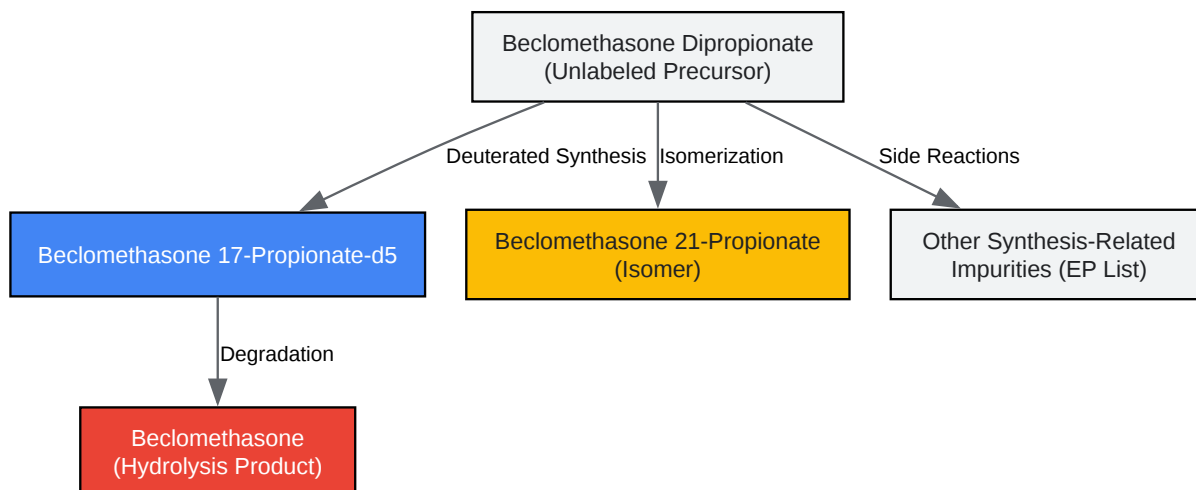 Beclomethasone Dipropionate
(Unlabeled Precursor)
Deuterated Synthesis
Isomerization
Side Reactions
Beclomethasone 17-Propionate-d5
Beclomethasone 21-Propionate
(Isomer)
Other Synthesis-Related
Impurities (EP List)
Degradation
Beclomethasone
(Hydrolysis Product)